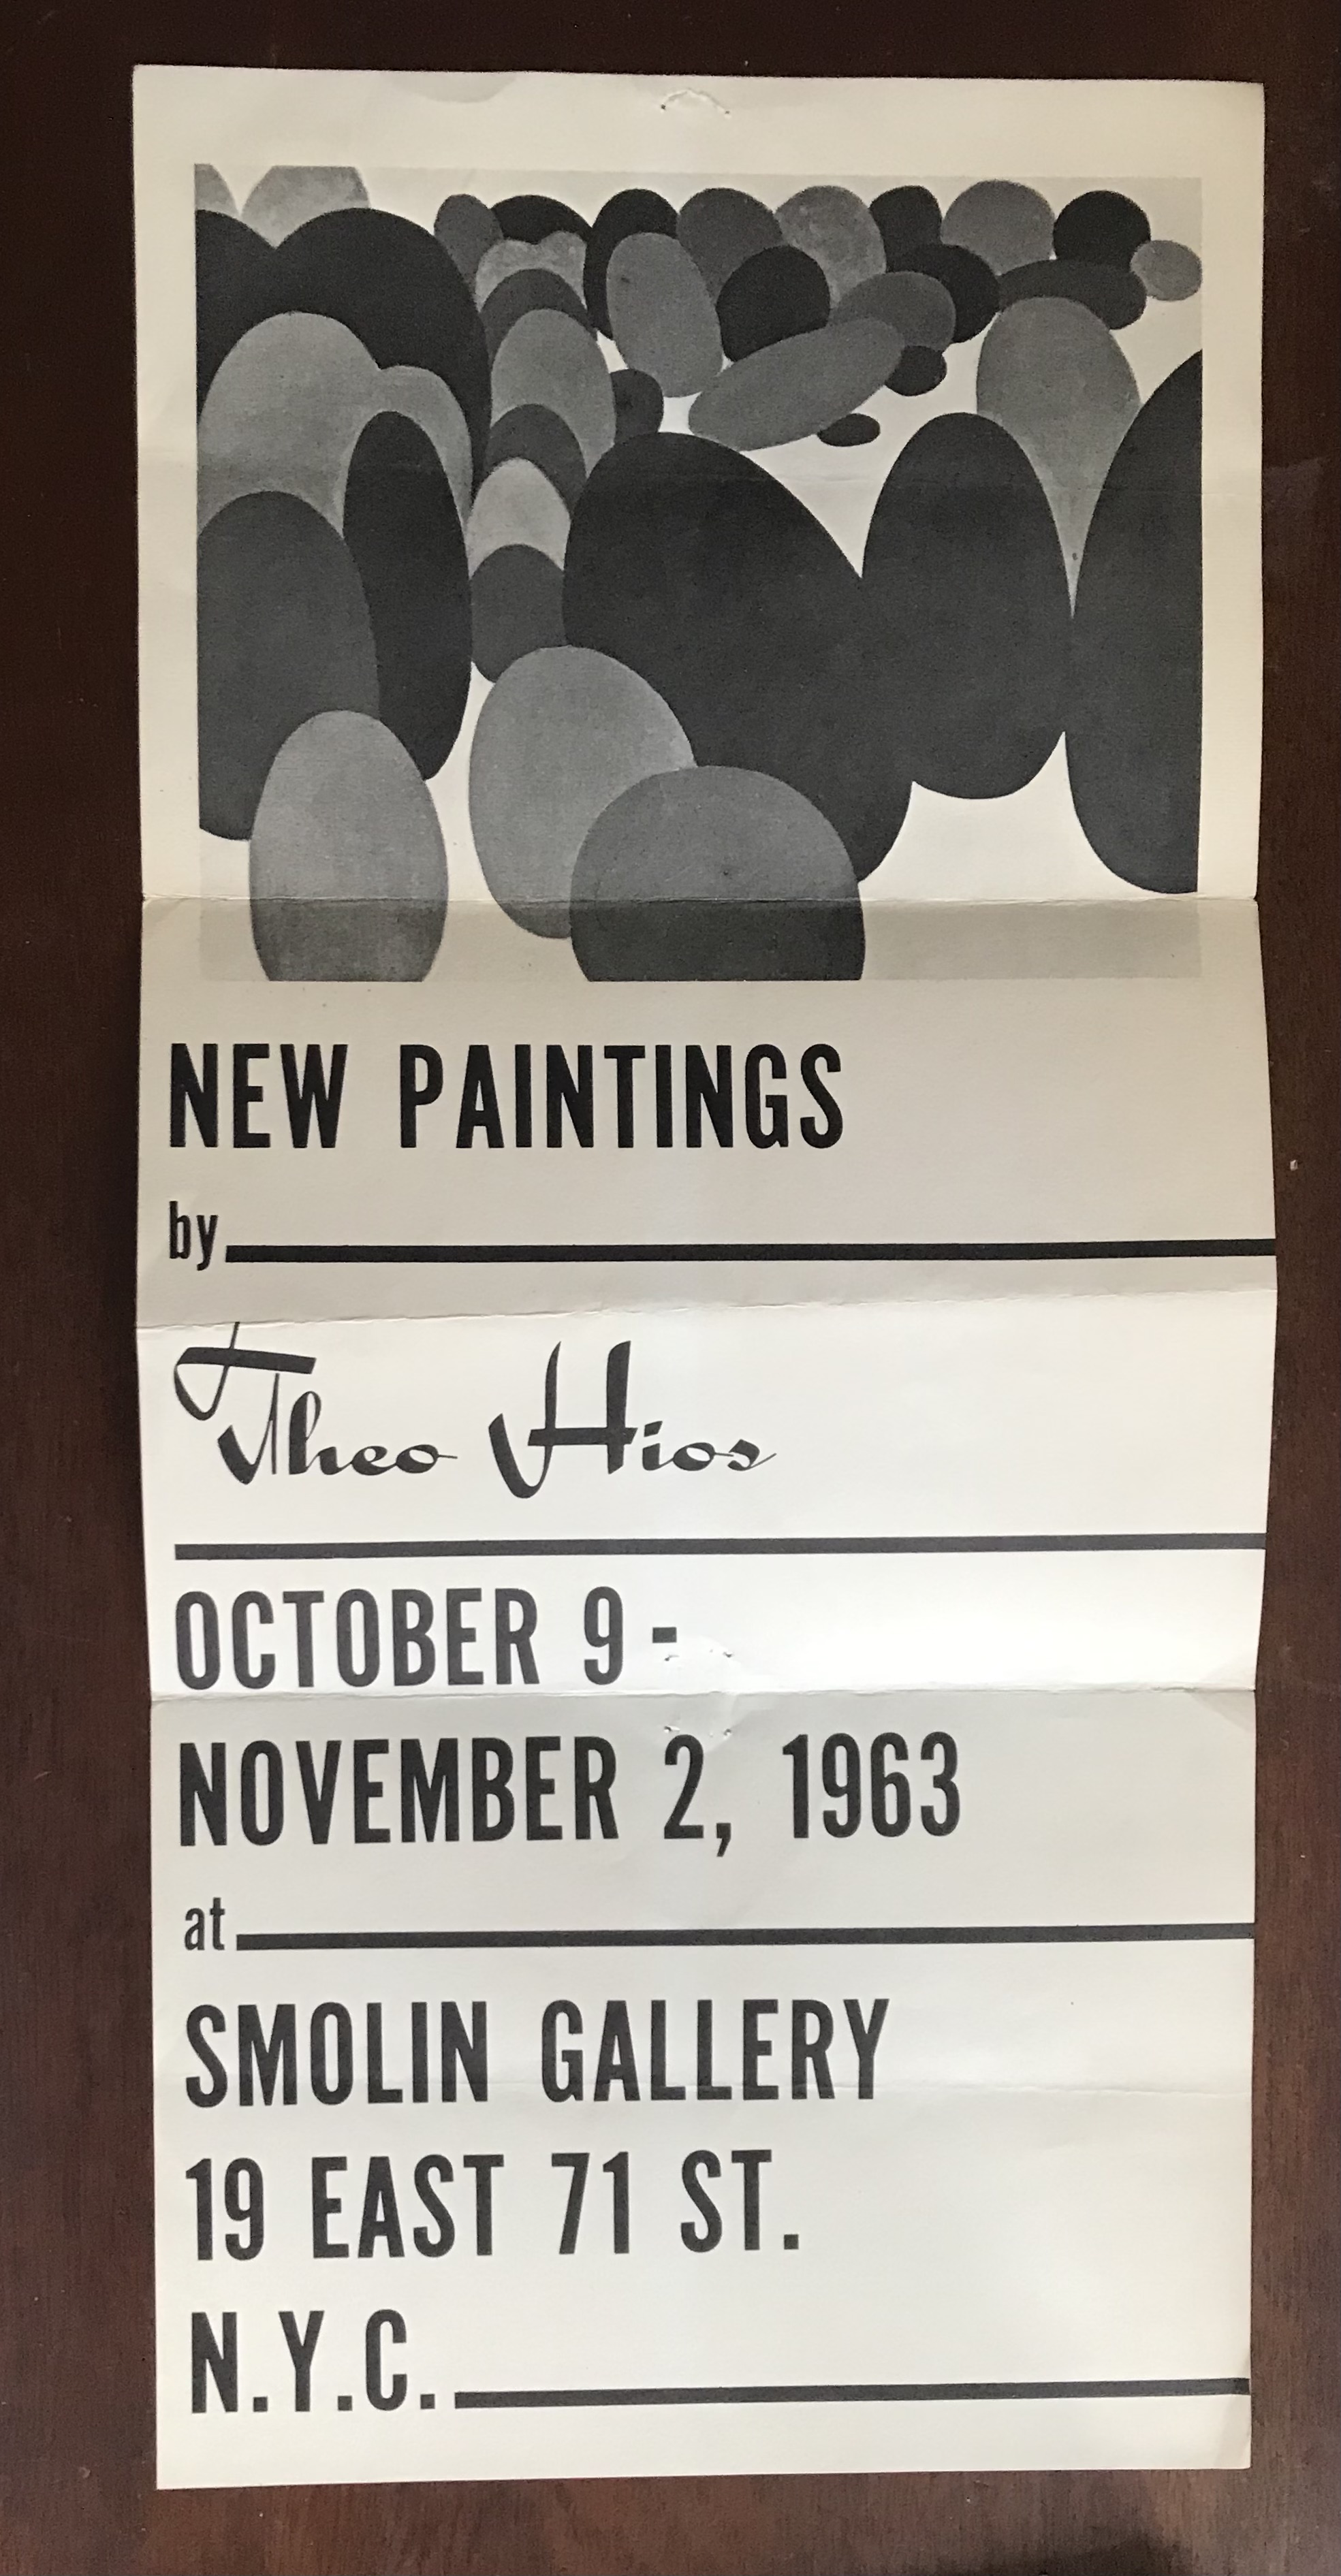 NEW PAINTINGS
by
Theo Hios
OCTOBER 9 -
NOVEMBER 2, 1963
at
SMOLIN GALLERY
19 EAST 71 ST.
N.Y.C.